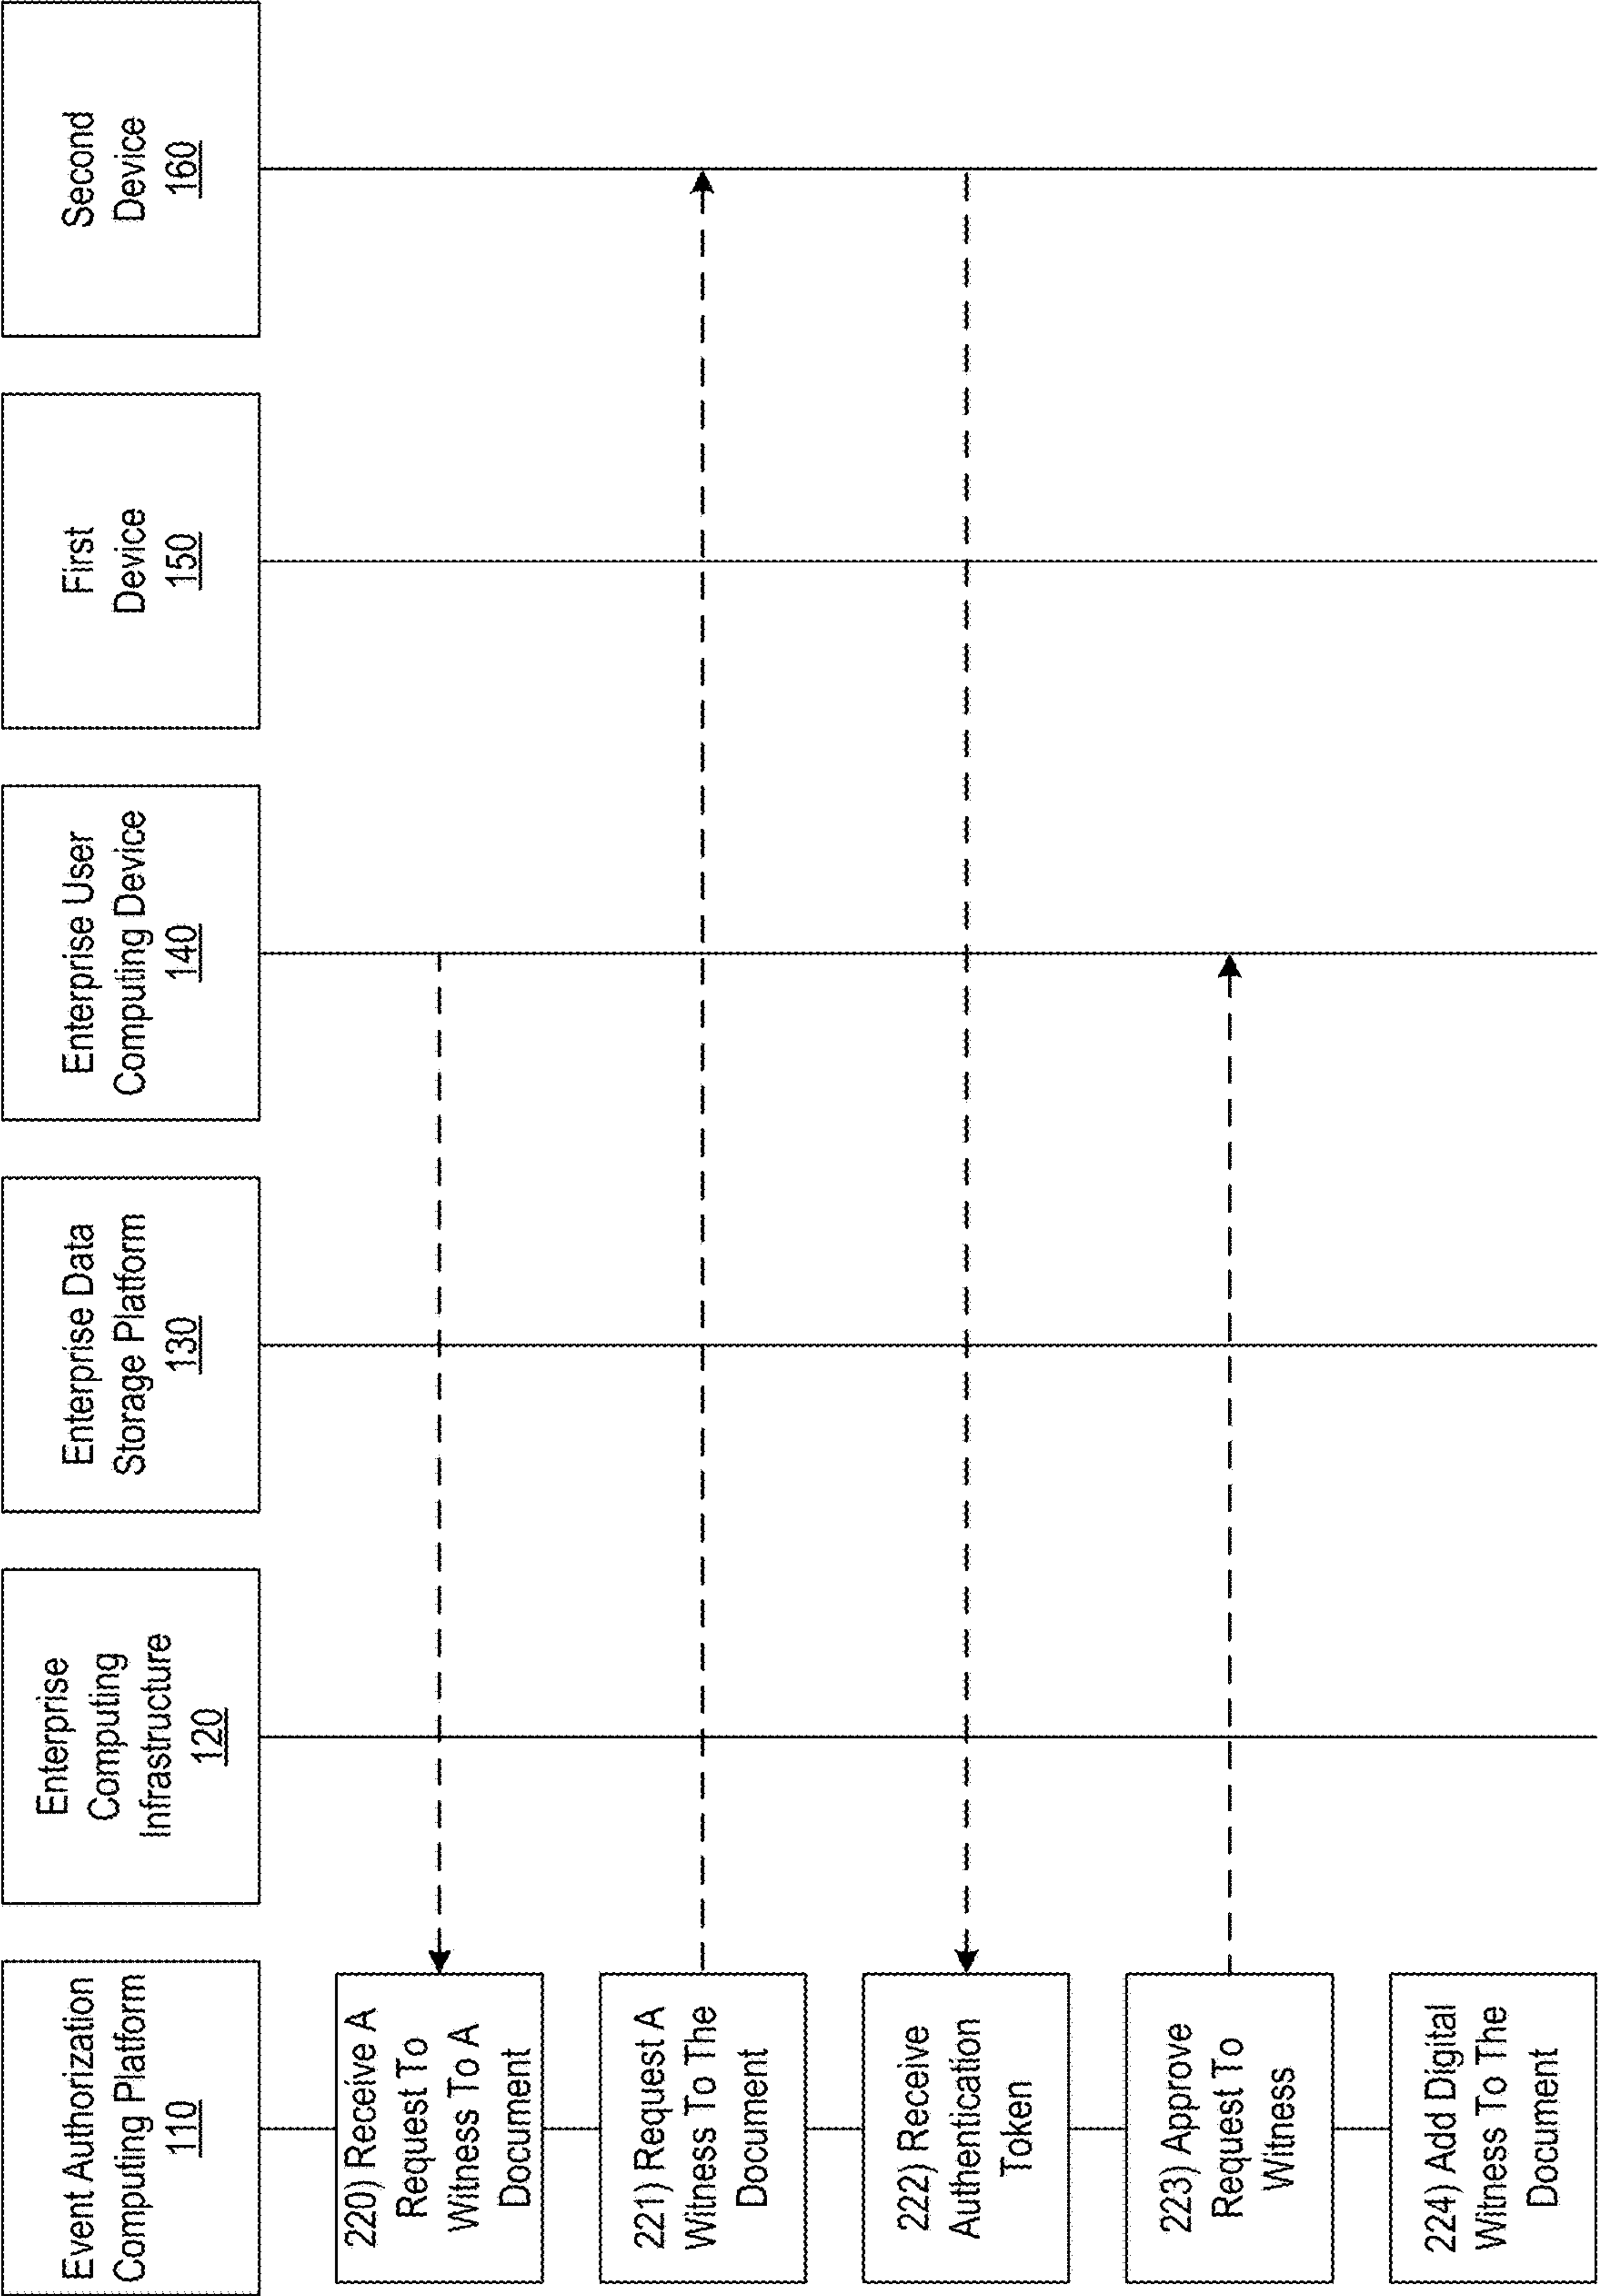 Event Authorization
Computing Platform
110
Enterprise
Computing
Infrastructure
120
Enterprise Data
Storage Platform
130
Enterprise User
Computing Device
140
First
Device
150
Second
Device
160
220) Receive A
Request To
Witness To A
Document
221) Request A
Witness To The
Document
222) Receive
Authentication
Token
223) Approve
Request To
Witness
224) Add Digital
Witness To The
Document